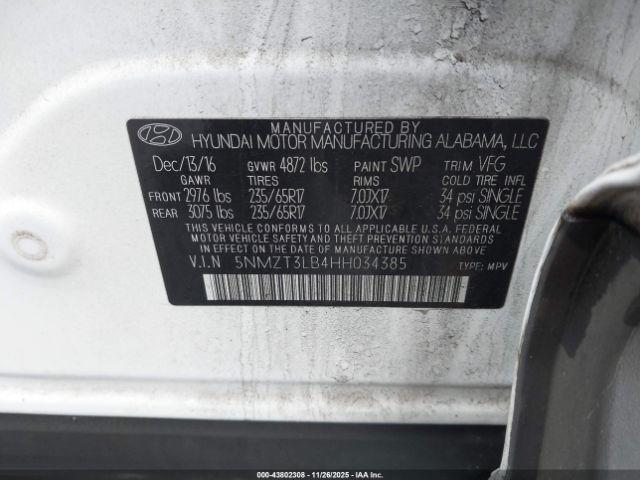 MANUFACTURED BY
HYUNDAI MOTOR MANUFACTURING ALABAMA, LLC
Dec/13/16 GVWR 4872 lbs PAINT SWP TRIM VFG
GAWR TIRES RIMS COLD TIRE INFL
FRONT 2976 lbs 235/65R17 7.0JX17 34 psi SINGLE
REAR 3075 lbs 235/65R17 7.0JX17 34 psi SINGLE
THIS VEHICLE CONFORMS TO ALL APPLICABLE U.S.A. FEDERAL
MOTOR VEHICLE SAFETY AND THEFT PREVENTION STANDARDS IN
EFFECT ON THE DATE OF MANUFACTURE SHOWN ABOVE.
V.I.N 5NMZT3LB4HH034385 TYPE: MPV
000-43802308 - 11/26/2025 - IAAI.COM